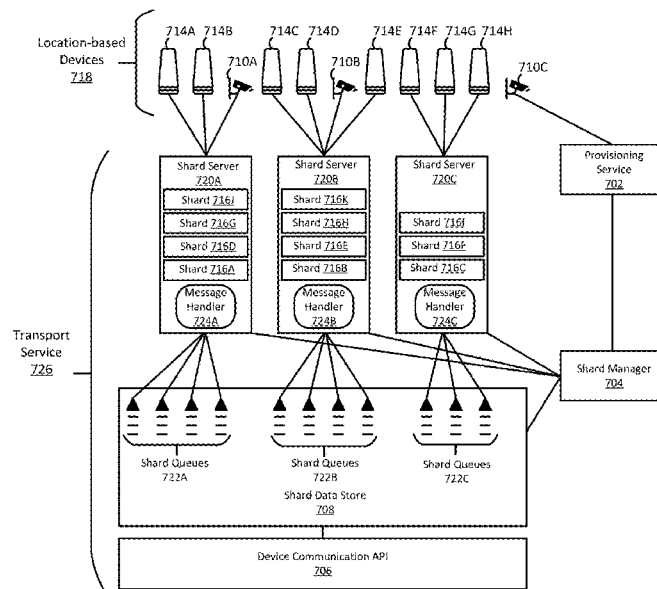 714A 714B 714C 714D 714E 714F 714G 714H
Location-based
Devices
718
710A 710B 710C
Shard Server
720A
Shard 716J
Shard 716G
Shard 716D
Shard 716A
Message
Handler
724A
Shard Server
720B
Shard 716K
Shard 716H
Shard 716E
Shard 716B
Message
Handler
724B
Shard Server
720C
Shard 716I
Shard 716F
Shard 716C
Message
Handler
724C
Provisioning
Service
702
Transport
Service
726
Shard Manager
704
Shard Queues
722A
Shard Queues
722B
Shard Queues
722C
Shard Data Store
708
Device Communication API
706